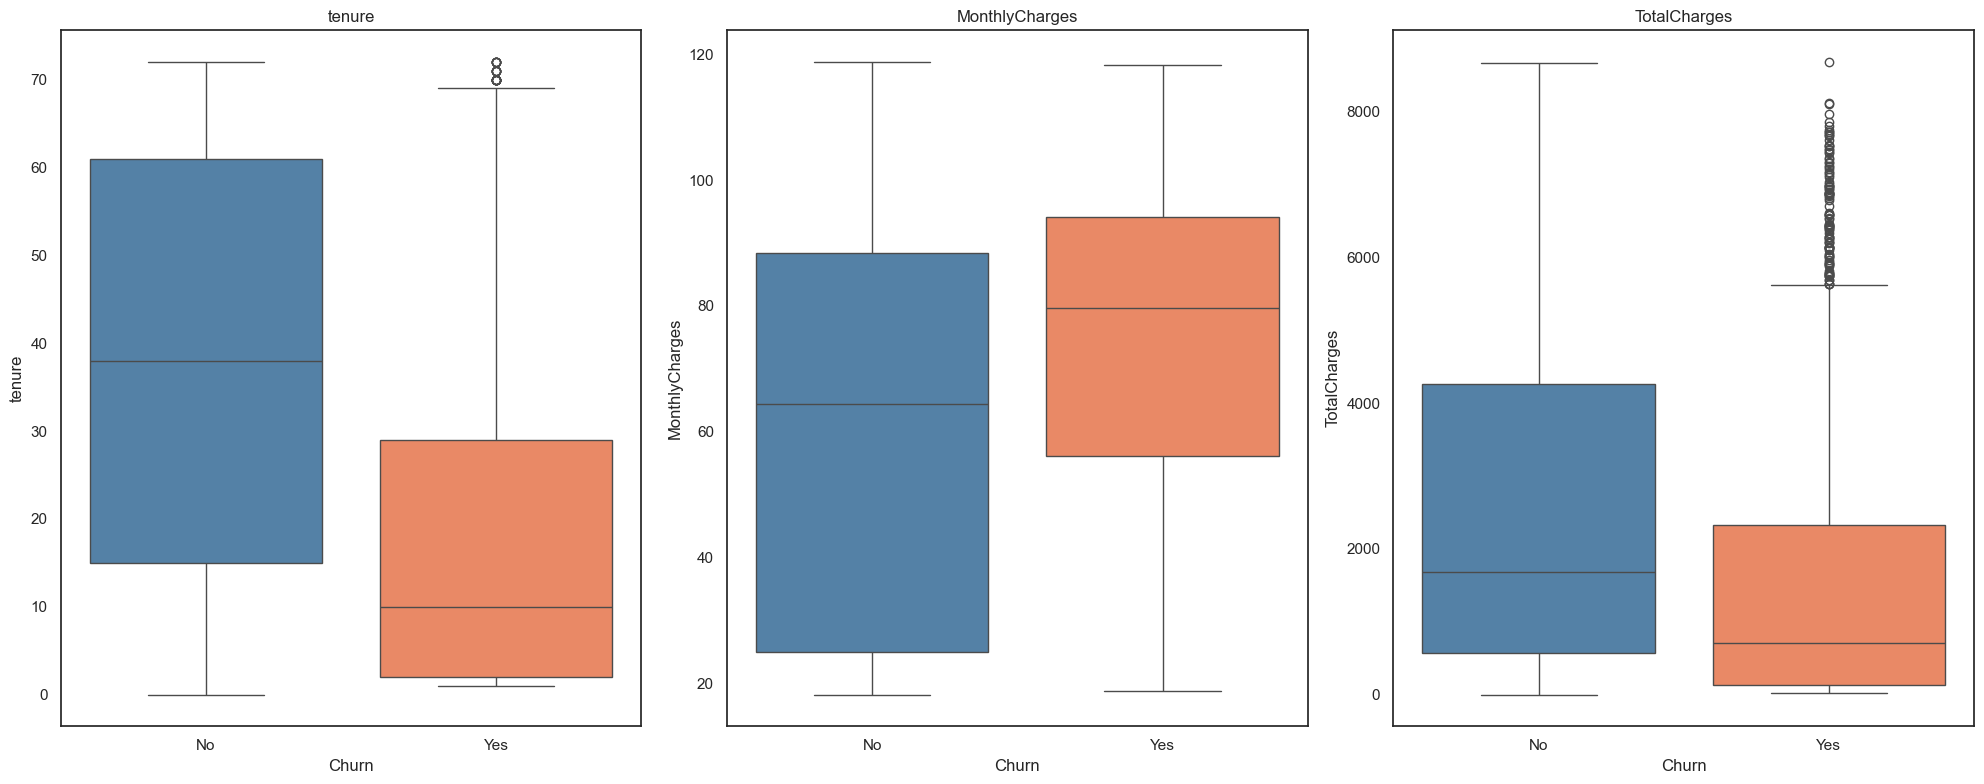 tenure
70
60
50
40
30
20
10
0
tenure
No
Yes
Churn
MonthlyCharges
120
100
80
60
40
20
MonthlyCharges
No
Yes
Churn
TotalCharges
8000
6000
4000
2000
0
TotalCharges
No
Yes
Churn